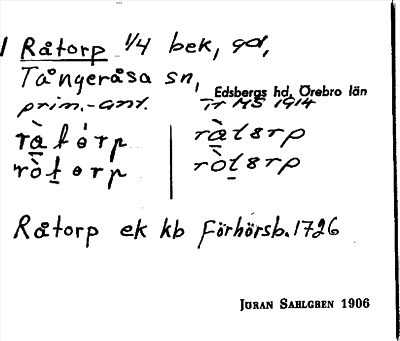 1 Råtorp 1/4 bek, gd,
Tångeråsa sn, Edsbergs hd, Örebro län
prim.-ant. Tr MS 1914
Råtorp ek kb Förhörsb. 1726
JÖRAN SAHLGREN 1906